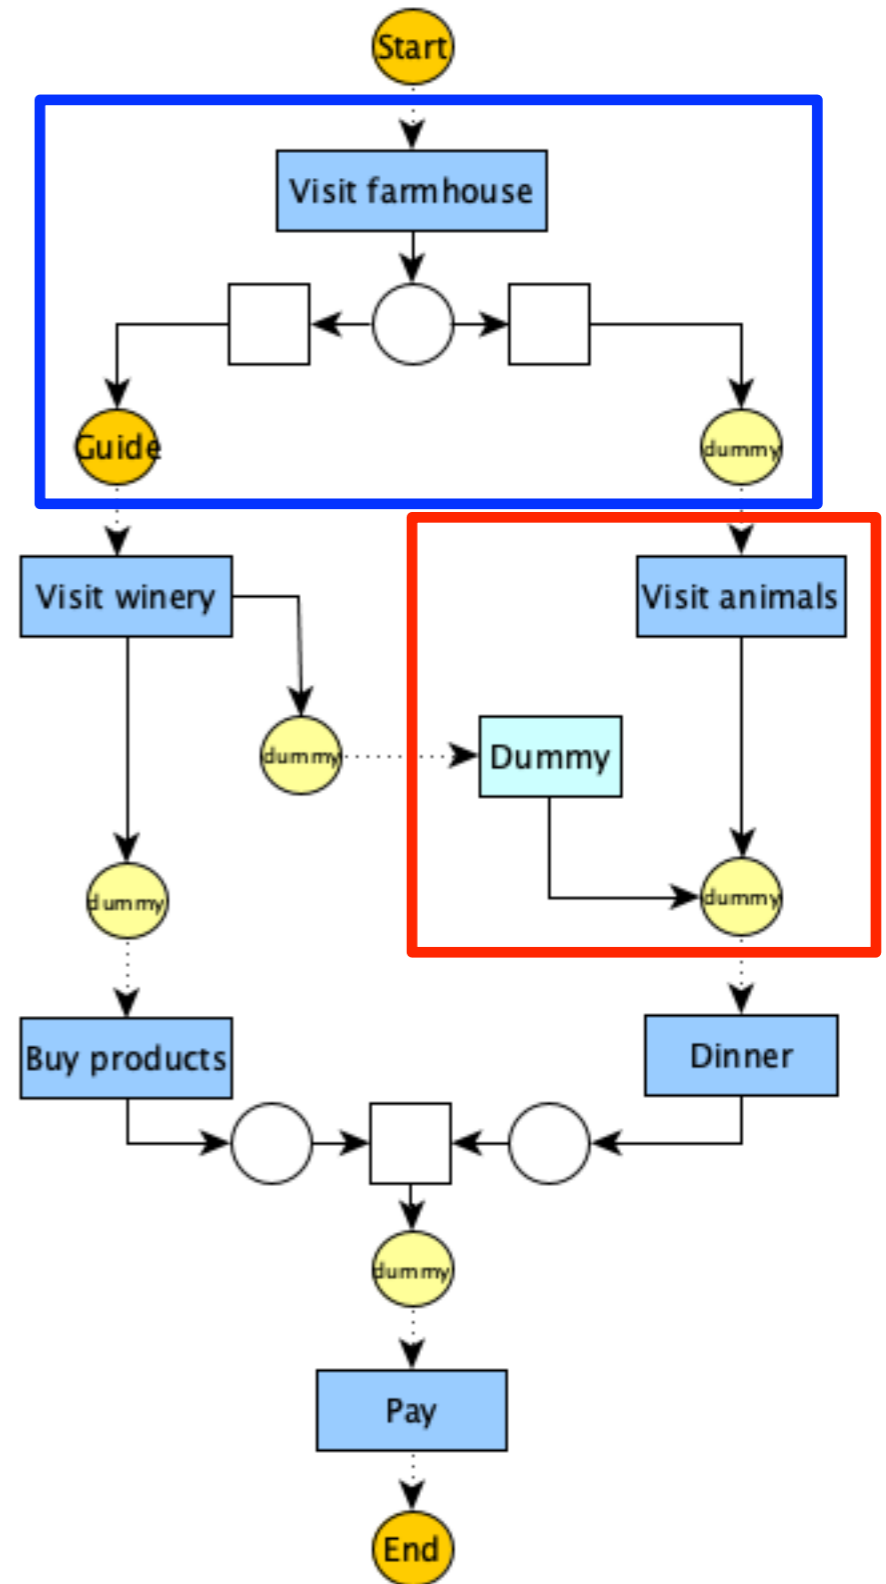 Start
Visit farmhouse
Guide
dummy
Visit winery
Visit animals
dummy
Dummy
dummy
dummy
Buy products
Dinner
dummy
Pay
End